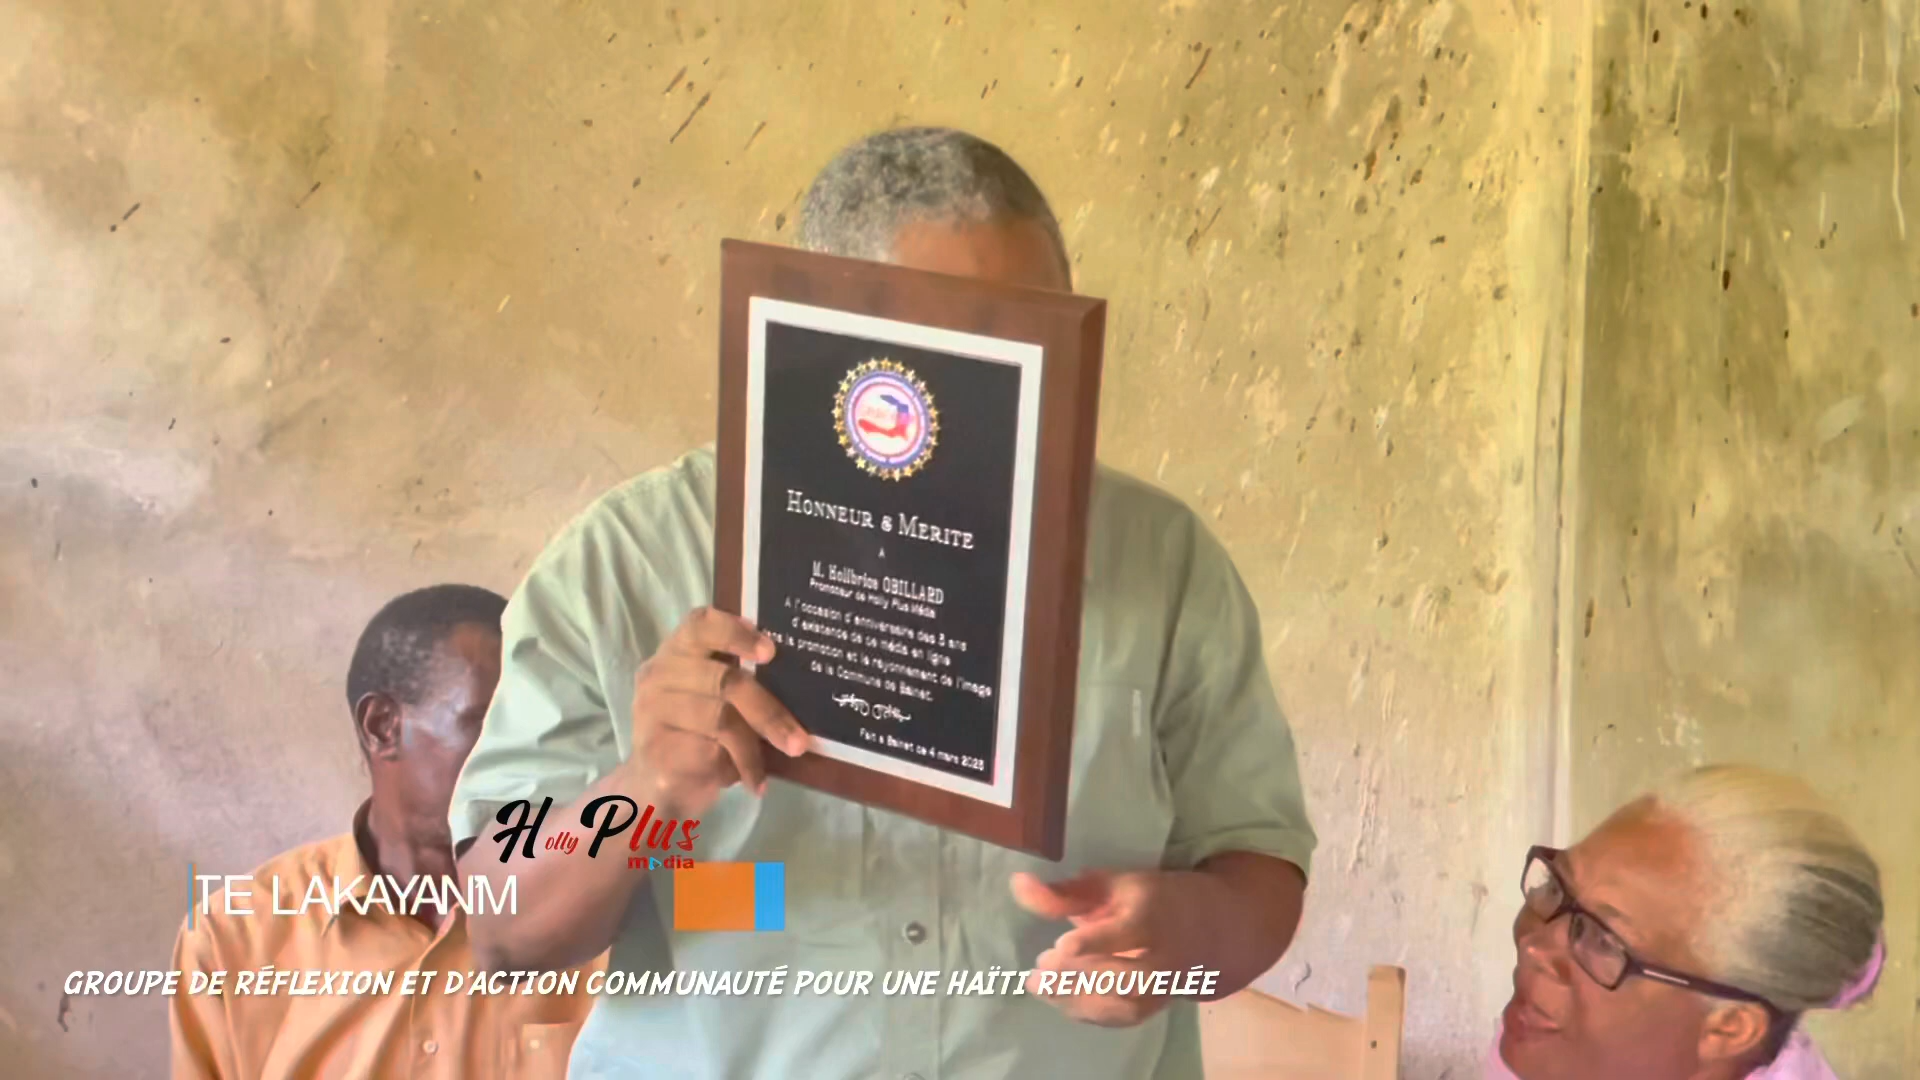 HONNEUR & MERITE
A
M. Hollbrice OBILLARD
Promoteur de Holly Plus Média
A l'occasion d'anniversaire des 8 ans
d'existence de ce média en ligne
dans la promotion et le rayonnement de l'image
de la Commune de Bainet.
Fait à Bainet ce 4 mars 2025
Holly Plus
media
TE LAKAYANM
GROUPE DE RÉFLEXION ET D'ACTION COMMUNAUTÉ POUR UNE HAÏTI RENOUVELÉE